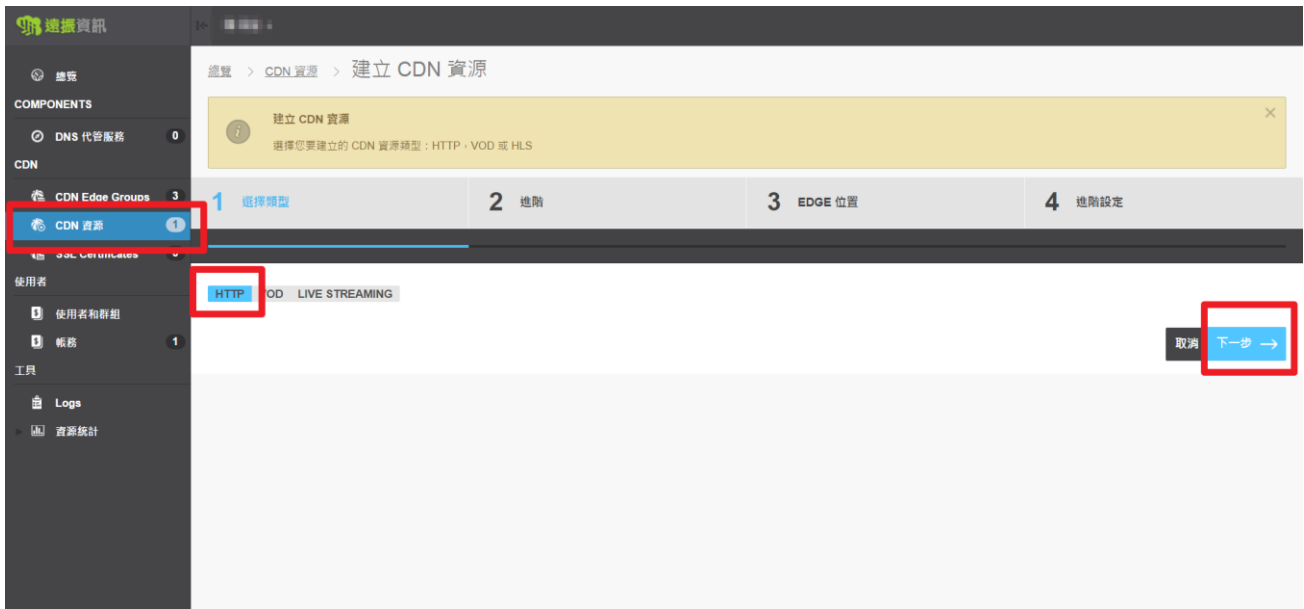 遠振資訊
總覽
COMPONENTS
DNS 代管服務 0
CDN
CDN Edge Groups 3
CDN 資源 1
SSL Certificates
使用者
使用者和群組
帳務 1
工具
Logs
資源統計
總覽 > CDN 資源 > 建立 CDN 資源
建立 CDN 資源
選擇您要建立的 CDN 資源類型：HTTP，VOD 或 HLS
1 選擇類型 2 進階 3 EDGE 位置 4 進階設定
HTTP OD LIVE STREAMING
取消 下一步 →